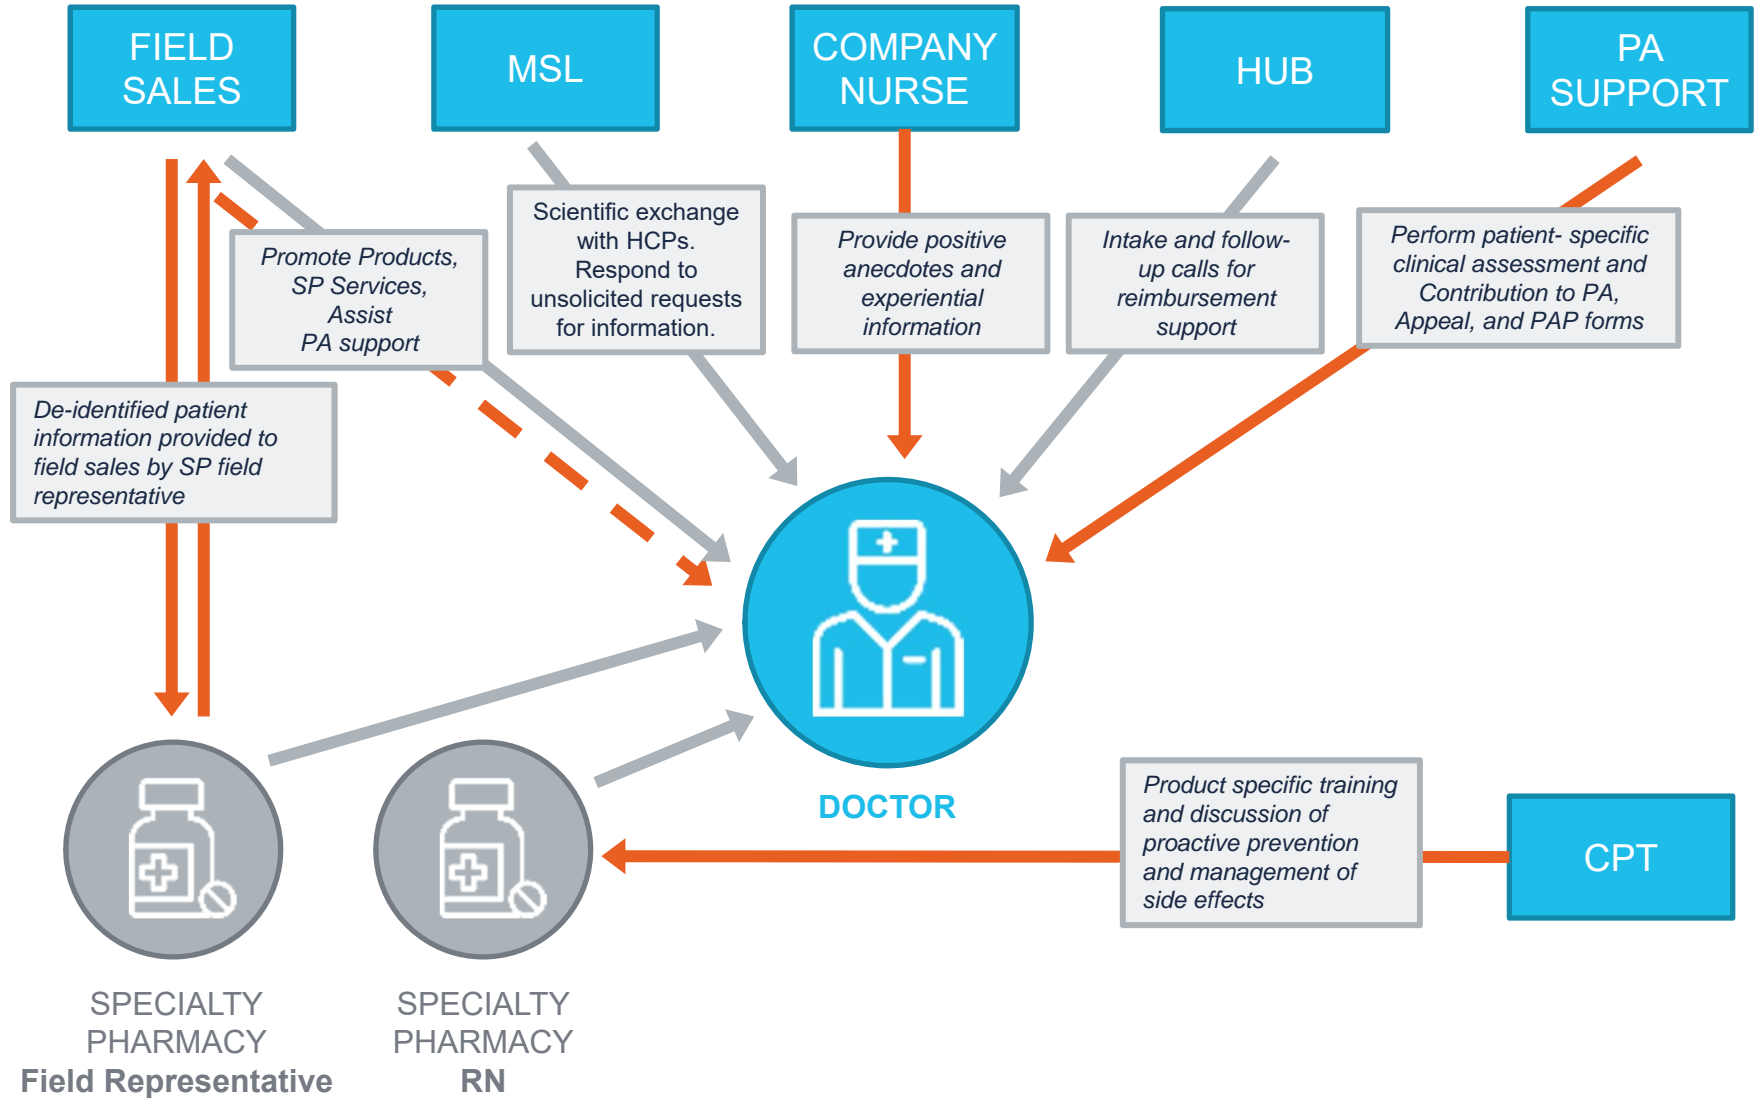 FIELD
SALES
MSL
COMPANY
NURSE
HUB
PA
SUPPORT
Promote Products,
SP Services,
Assist
PA support
Scientific exchange
with HCPs.
Respond to
unsolicited requests
for information.
Provide positive
anecdotes and
experiential
information
Intake and follow-
up calls for
reimbursement
support
Perform patient- specific
clinical assessment and
Contribution to PA,
Appeal, and PAP forms
De-identified patient
information provided to
field sales by SP field
representative
DOCTOR
Product specific training
and discussion of
proactive prevention
and management of
side effects
CPT
SPECIALTY
PHARMACY
Field Representative
SPECIALTY
PHARMACY
RN